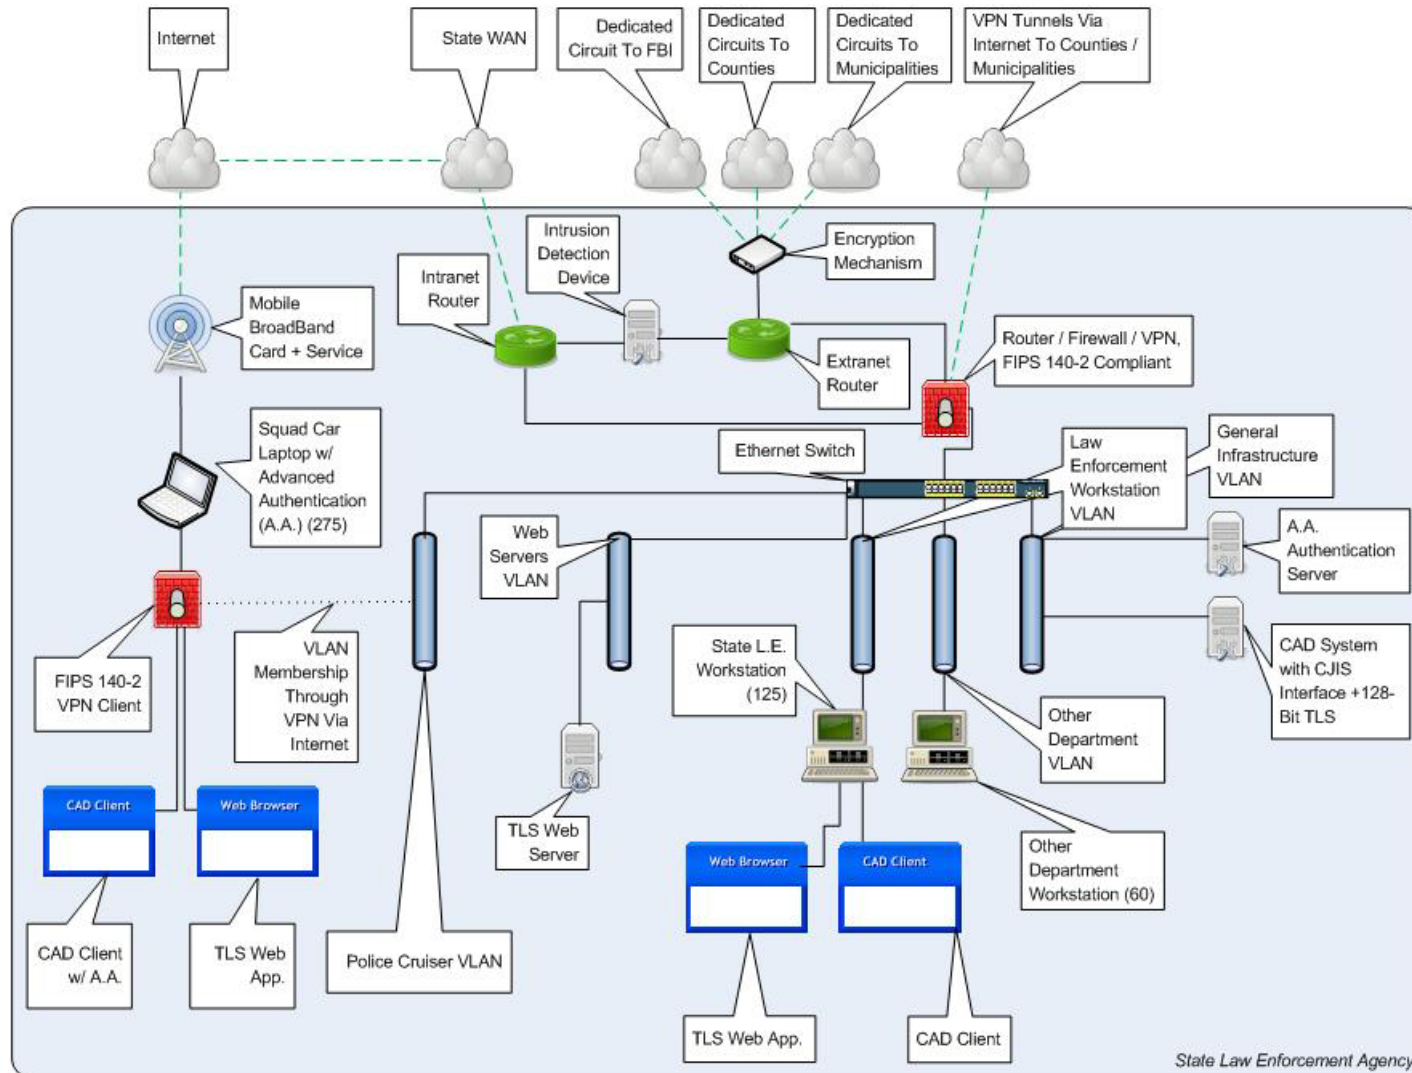 Internet
State WAN
Dedicated
Circuit To FBI
Dedicated
Circuits To
Counties
Dedicated
Circuits To
Municipalities
VPN Tunnels Via
Internet To Counties /
Municipalities
Intrusion
Detection
Device
Encryption
Mechanism
Intranet
Router
Mobile
BroadBand
Card + Service
Extranet
Router
Router / Firewall / VPN,
FIPS 140-2 Compliant
Squad Car
Laptop w/
Advanced
Authentication
(A.A.) (275)
Ethernet Switch
Law
Enforcement
Workstation
VLAN
General
Infrastructure
VLAN
Web
Servers
VLAN
A.A.
Authentication
Server
FIPS 140-2
VPN Client
VLAN
Membership
Through
VPN Via
Internet
State L.E.
Workstation
(125)
CAD System
with CJIS
Interface +128-
Bit TLS
Other
Department
VLAN
CAD Client
Web Browser
TLS Web
Server
Web Browser
CAD Client
Other
Department
Workstation (60)
CAD Client
w/ A.A.
TLS Web
App.
Police Cruiser VLAN
TLS Web App.
CAD Client
State Law Enforcement Agency